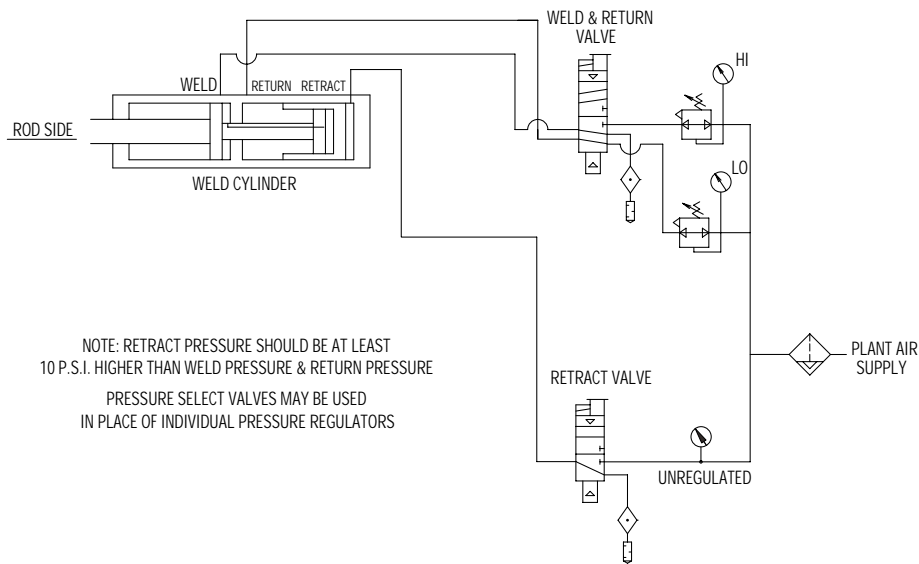 WELD & RETURN
VALVE
HI
WELD
RETURN
RETRACT
ROD SIDE
WELD CYLINDER
LO
NOTE: RETRACT PRESSURE SHOULD BE AT LEAST
10 P.S.I. HIGHER THAN WELD PRESSURE & RETURN PRESSURE
PRESSURE SELECT VALVES MAY BE USED
IN PLACE OF INDIVIDUAL PRESSURE REGULATORS
PLANT AIR
SUPPLY
RETRACT VALVE
UNREGULATED